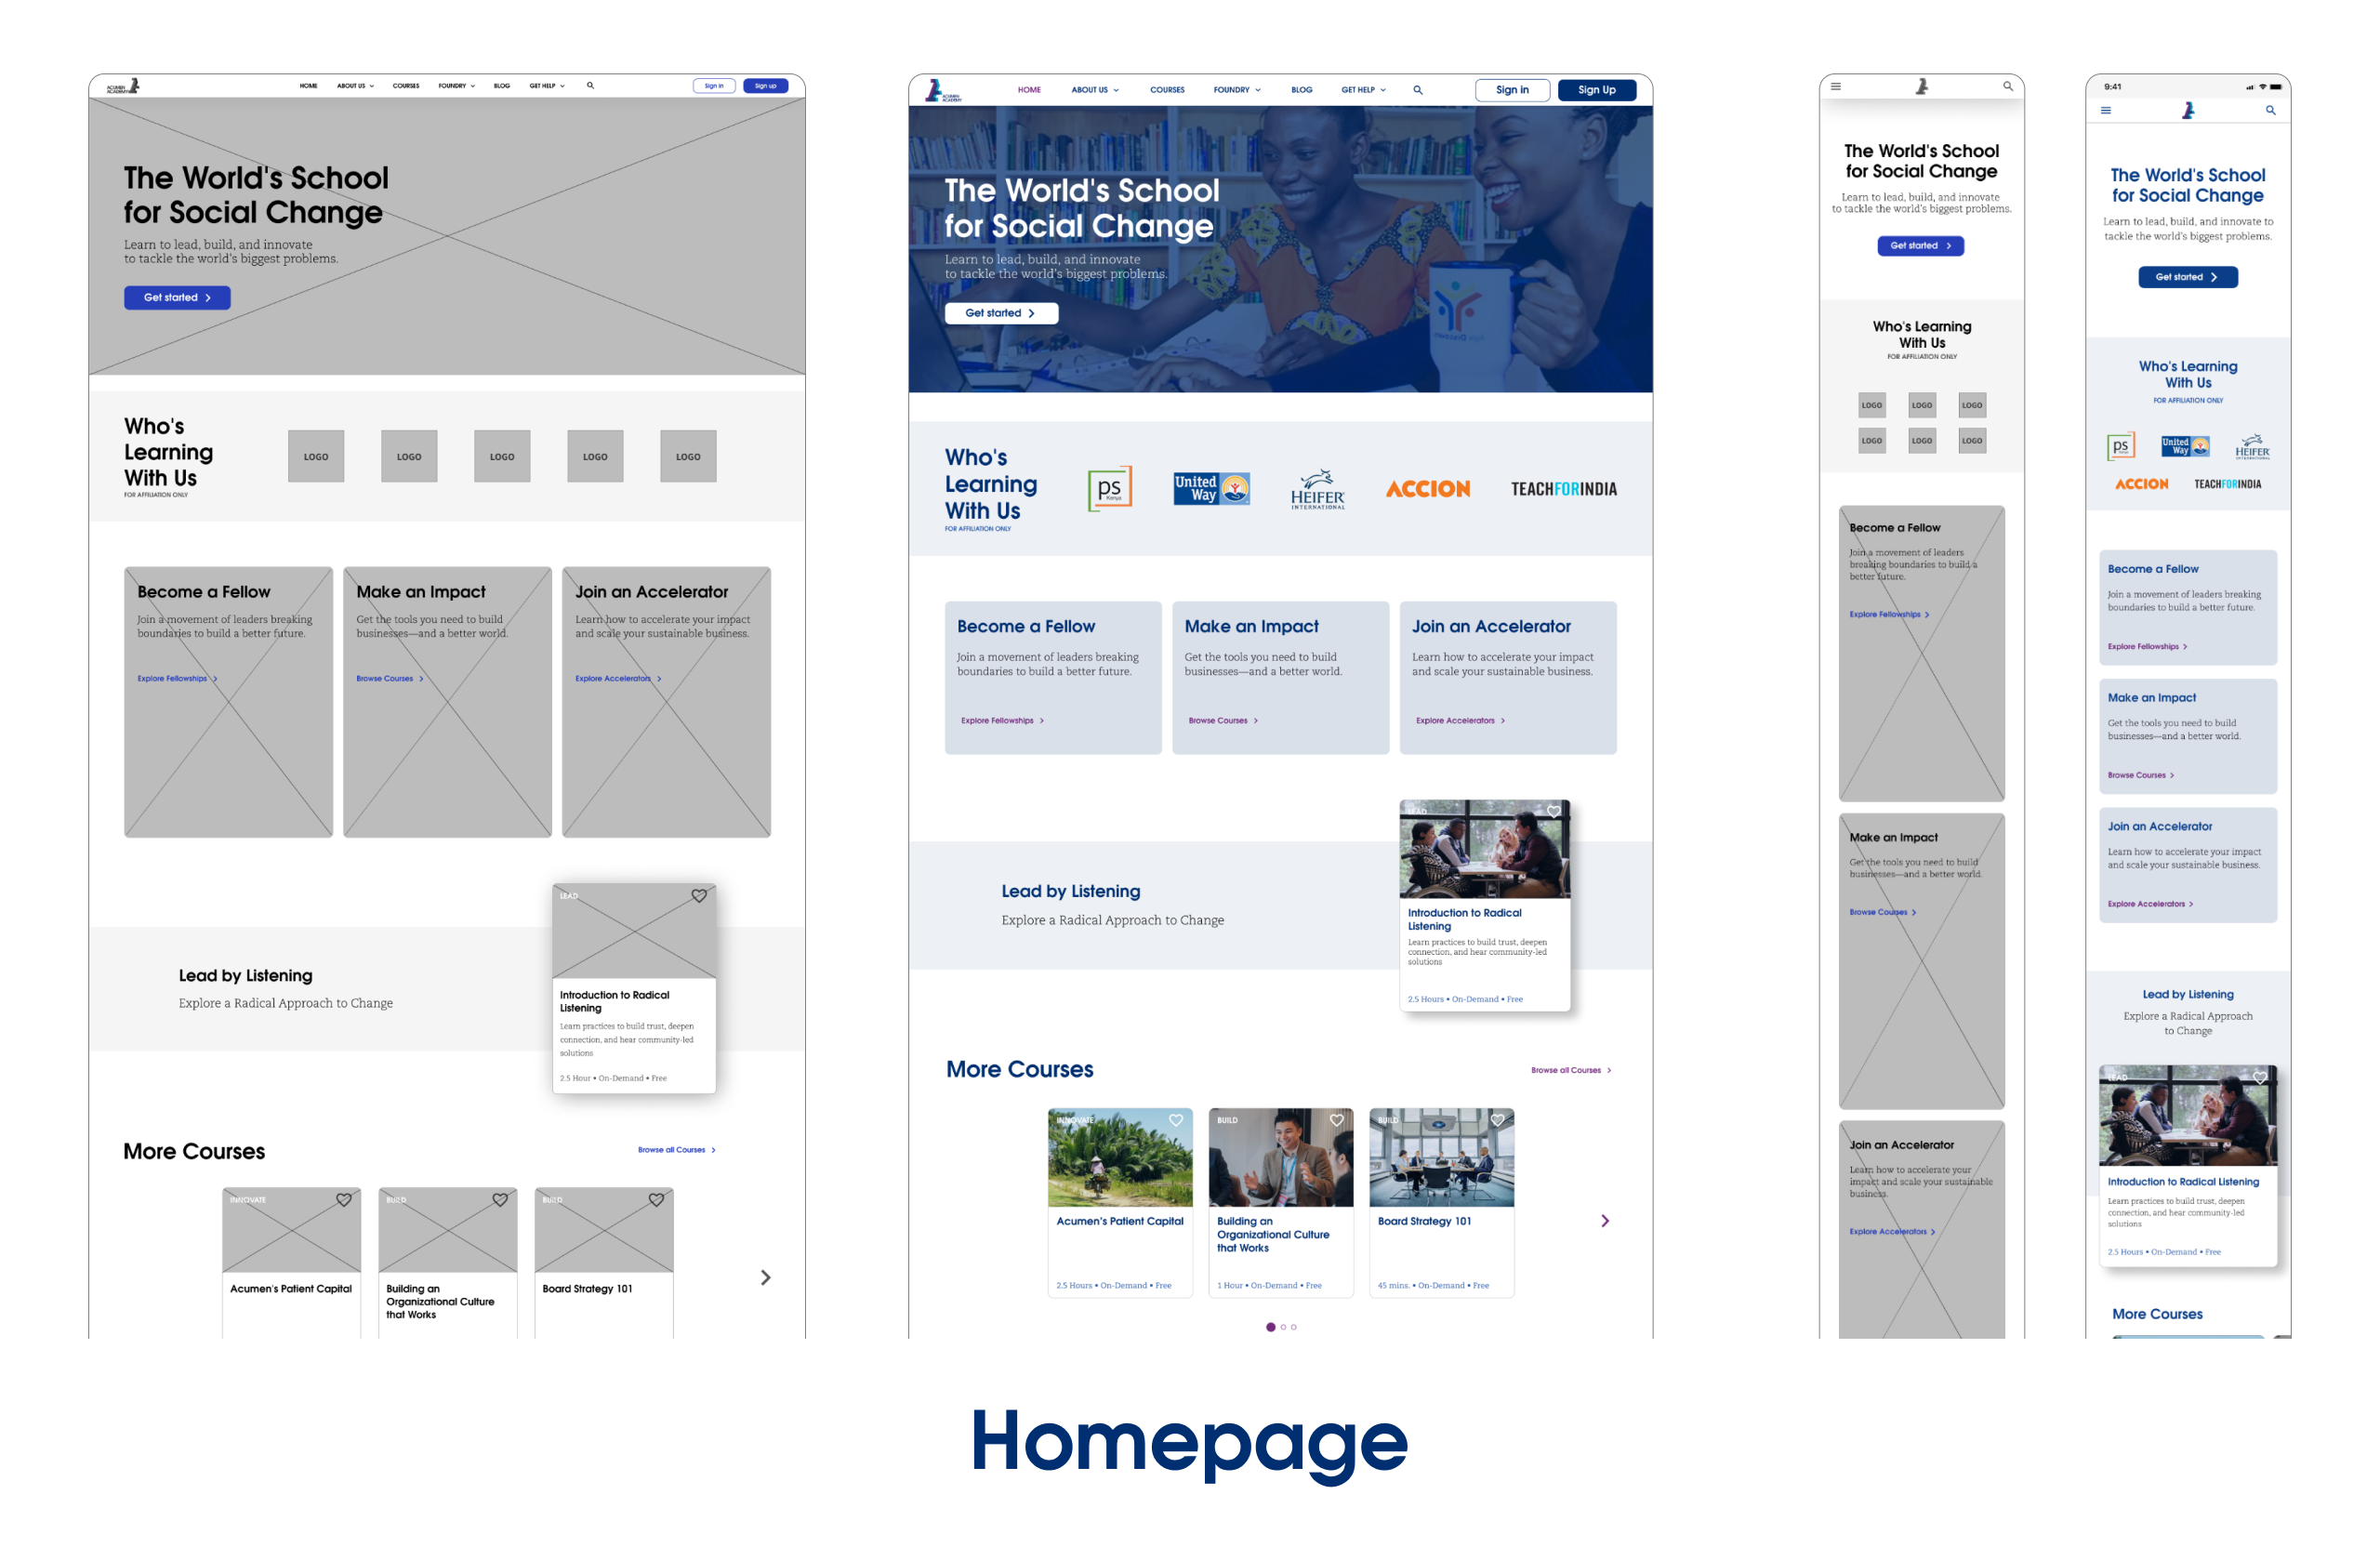 ACUMEN
ACADEMY
HOME ABOUT US COURSES FOUNDRY BLOG GET HELP
Sign in Sign up
The World's School
for Social Change
Learn to lead, build, and innovate
to tackle the world's biggest problems.
Get started
Who's
Learning
With Us
FOR AFFILIATION ONLY
LOGO LOGO LOGO LOGO LOGO
Become a Fellow
Join a movement of leaders breaking
boundaries to build a better future.
Explore Fellowships
Make an Impact
Get the tools you need to build
businesses—and a better world.
Browse Courses
Join an Accelerator
Learn how to accelerate your impact
and scale your sustainable business.
Explore Accelerators
Lead by Listening
Explore a Radical Approach to Change
LEAD
Introduction to Radical
Listening
Learn practices to build trust, deepen
connection, and hear community-led
solutions
2.5 Hour • On-Demand • Free
More Courses
Browse all Courses
INNOVATE
Acumen's Patient Capital
BUILD
Building an
Organizational Culture
that Works
BUILD
Board Strategy 101
ACUMEN
ACADEMY
HOME ABOUT US COURSES FOUNDRY BLOG GET HELP
Sign in Sign Up
The World's School
for Social Change
Learn to lead, build, and innovate
to tackle the world's biggest problems.
Get started
Who's
Learning
With Us
FOR AFFILIATION ONLY
ps
Kenya
United
Way
HEIFER
INTERNATIONAL
ACCION
TEACHFORINDIA
Become a Fellow
Join a movement of leaders breaking
boundaries to build a better future.
Explore Fellowships
Make an Impact
Get the tools you need to build
businesses—and a better world.
Browse Courses
Join an Accelerator
Learn how to accelerate your impact
and scale your sustainable business.
Explore Accelerators
Lead by Listening
Explore a Radical Approach to Change
LEAD
Introduction to Radical
Listening
Learn practices to build trust, deepen
connection, and hear community-led
solutions
2.5 Hours • On-Demand • Free
More Courses
Browse all Courses
INNOVATE
Acumen's Patient Capital
2.5 Hours • On-Demand • Free
BUILD
Building an
Organizational Culture
that Works
1 Hour • On-Demand • Free
BUILD
Board Strategy 101
45 mins. • On-Demand • Free
The World's School
for Social Change
Learn to lead, build, and innovate
to tackle the world's biggest problems.
Get started
Who's Learning
With Us
FOR AFFILIATION ONLY
LOGO LOGO LOGO
LOGO LOGO LOGO
Become a Fellow
Join a movement of leaders
breaking boundaries to build a
better future.
Explore Fellowships
Make an Impact
Get the tools you need to build
businesses—and a better world.
Browse Courses
Join an Accelerator
Learn how to accelerate your
impact and scale your sustainable
business.
Explore Accelerators
9:41
The World's School
for Social Change
Learn to lead, build, and innovate to
tackle the world's biggest problems.
Get started
Who's Learning
With Us
FOR AFFILIATION ONLY
ps
United
Way
HEIFER
INTERNATIONAL
ACCION
TEACHFORINDIA
Become a Fellow
Join a movement of leaders breaking
boundaries to build a better future.
Explore Fellowships
Make an Impact
Get the tools you need to build
businesses—and a better world.
Browse Courses
Join an Accelerator
Learn how to accelerate your impact
and scale your sustainable business.
Explore Accelerators
Lead by Listening
Explore a Radical Approach
to Change
LEAD
Introduction to Radical Listening
Learn practices to build trust, deepen
connection, and hear community-led
solutions
2.5 Hours • On-Demand • Free
More Courses
Homepage